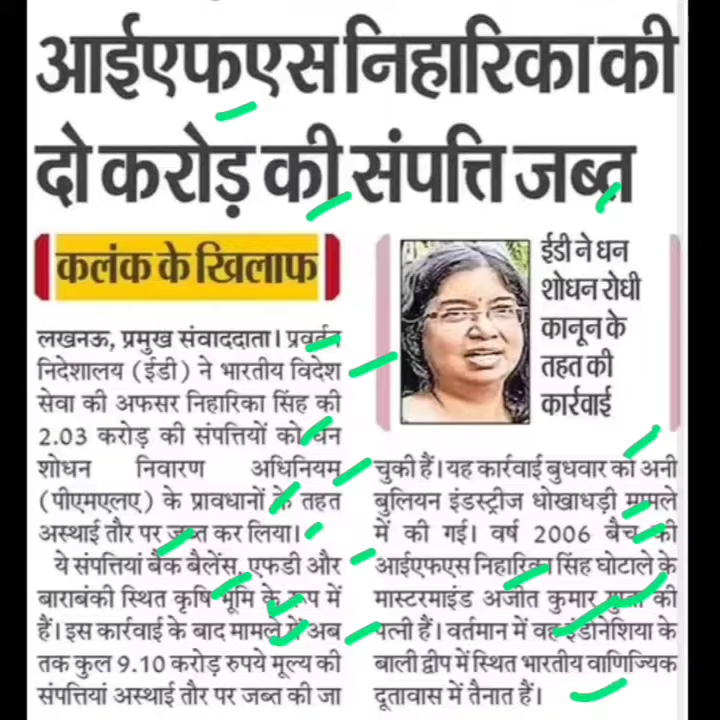 आईएफएस निहारिका की
दो करोड़ की संपत्ति जब्त
कलंक के खिलाफ
लखनऊ, प्रमुख संवाददाता। प्रवर्तन
निदेशालय (ईडी) ने भारतीय विदेश
सेवा की अफसर निहारिका सिंह की
2.03 करोड़ की संपत्तियों को धन
शोधन निवारण अधिनियम
(पीएमएलए) के प्रावधानों के तहत
अस्थाई तौर पर जब्त कर लिया।
ये संपत्तियां बैंक बैलेंस, एफडी और
बाराबंकी स्थित कृषि भूमि के रूप में
हैं। इस कार्रवाई के बाद मामले में अब
तक कुल 9.10 करोड़ रुपये मूल्य की
संपत्तियां अस्थाई तौर पर जब्त की जा
ईडी ने धन
शोधन रोधी
कानून के
तहत की
कार्रवाई
चुकी हैं। यह कार्रवाई बुधवार को अनी
बुलियन इंडस्ट्रीज धोखाधड़ी मामले
में की गई। वर्ष 2006 बैच की
आईएफएस निहारिका सिंह घोटाले के
मास्टरमाइंड अजीत कुमार की
पत्नी हैं। वर्तमान में वह इंडोनेशिया के
बाली द्वीप में स्थित भारतीय वाणिज्यिक
दूतावास में तैनात हैं।